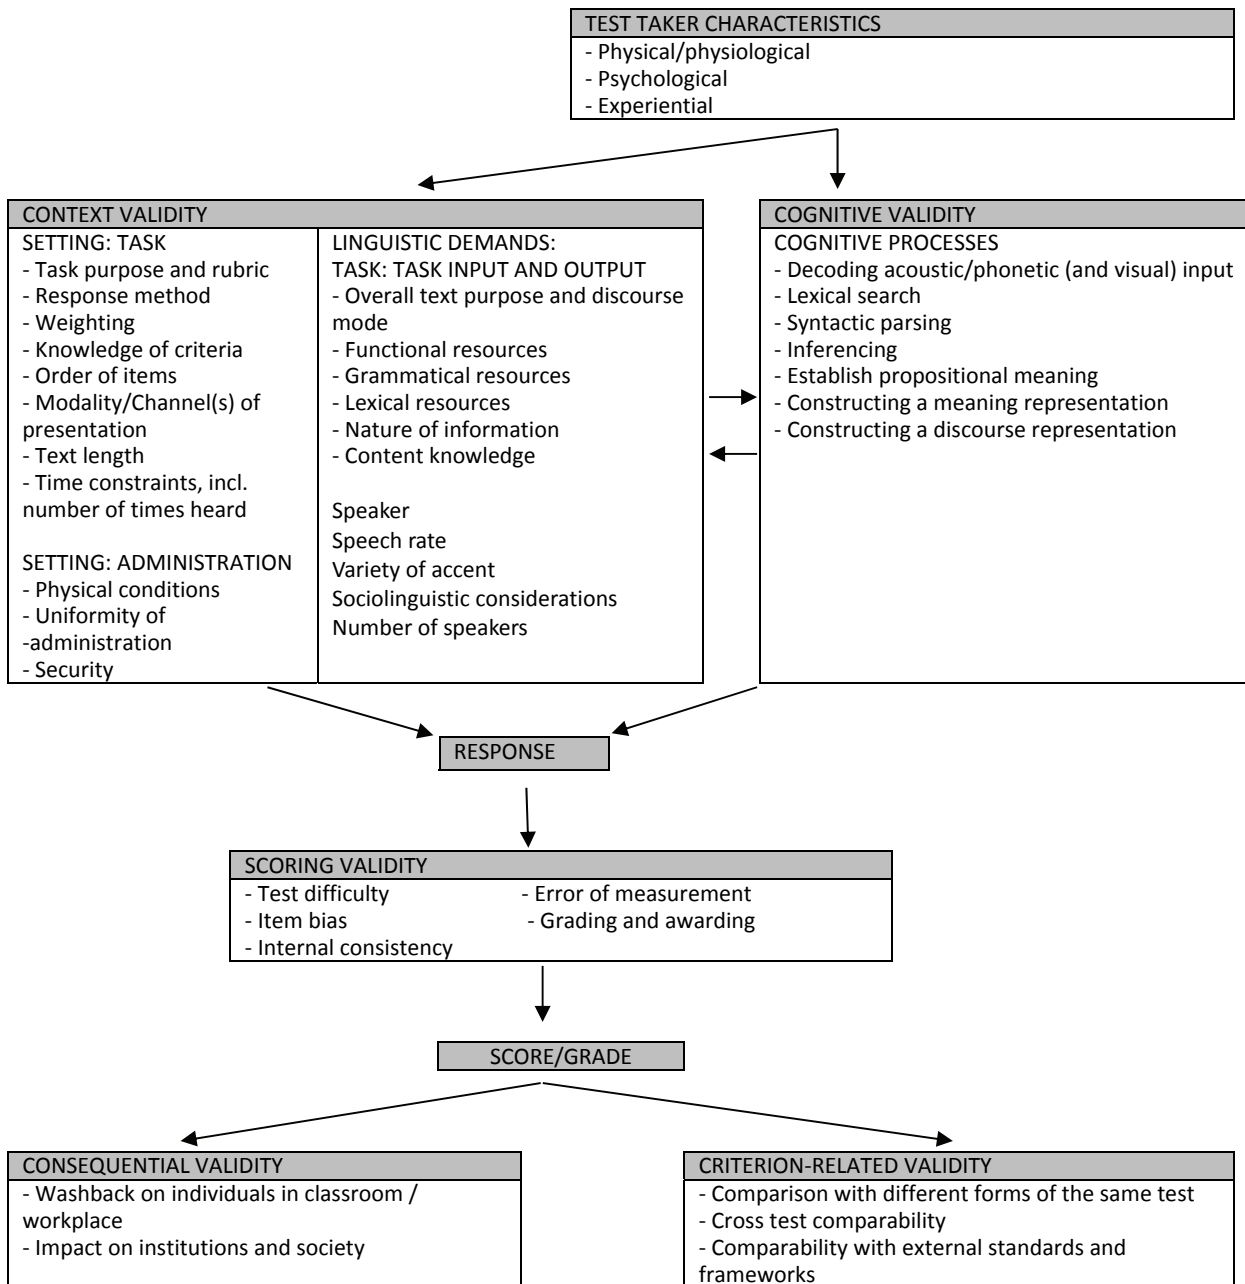 TEST TAKER CHARACTERISTICS
- Physical/physiological
- Psychological
- Experiential
CONTEXT VALIDITY
SETTING: TASK
- Task purpose and rubric
- Response method
- Weighting
- Knowledge of criteria
- Order of items
- Modality/Channel(s) of
presentation
- Text length
- Time constraints, incl.
number of times heard
SETTING: ADMINISTRATION
- Physical conditions
- Uniformity of
-administration
- Security
LINGUISTIC DEMANDS:
TASK: TASK INPUT AND OUTPUT
- Overall text purpose and discourse
mode
- Functional resources
- Grammatical resources
- Lexical resources
- Nature of information
- Content knowledge
Speaker
Speech rate
Variety of accent
Sociolinguistic considerations
Number of speakers
COGNITIVE VALIDITY
COGNITIVE PROCESSES
- Decoding acoustic/phonetic (and visual) input
- Lexical search
- Syntactic parsing
- Inferencing
- Establish propositional meaning
- Constructing a meaning representation
- Constructing a discourse representation
RESPONSE
SCORING VALIDITY
- Test difficulty
- Item bias
- Internal consistency
- Error of measurement
- Grading and awarding
SCORE/GRADE
CONSEQUENTIAL VALIDITY
- Washback on individuals in classroom /
workplace
- Impact on institutions and society
CRITERION-RELATED VALIDITY
- Comparison with different forms of the same test
- Cross test comparability
- Comparability with external standards and
frameworks